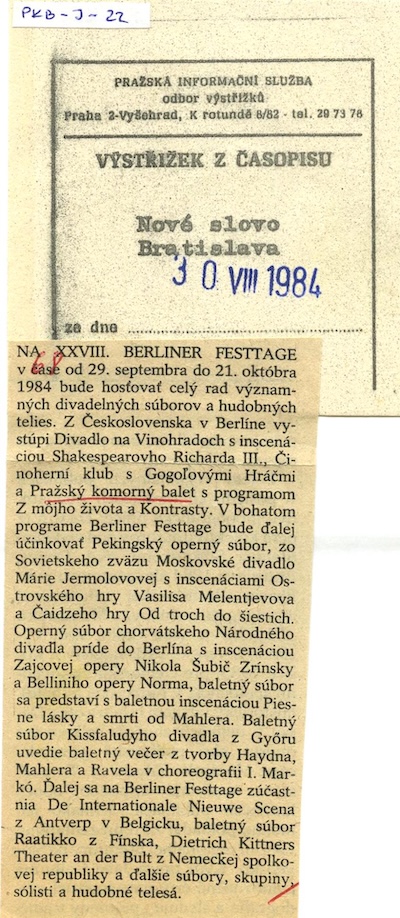 PKB-J-22
PRAŽSKÁ INFORMAČNÍ SLUŽBA
odbor výstřižků
Praha 2-Vyšehrad, K rotundě 8/82 - tel. 29 73 78
VÝSTŘIŽEK Z ČASOPISU
Nové slovo
Bratislava
30 VIII 1984
ze dne
NA XXVIII. BERLINER FESTTAGE
v čase od 29. septembra do 21. októbra
1984 bude hosťovať celý rad význam-
ných divadelných súborov a hudobných
telies. Z Československa v Berlíne vy-
stúpi Divadlo na Vinohradoch s inscená-
ciou Shakespearovho Richarda III., Či-
noherní klub s Gogoľovými Hráčmi
a Pražský komorný balet s programom
Z môjho života a Kontrasty. V bohatom
programe Berliner Festtage bude ďalej
účinkovať Pekingský operný súbor, zo
Sovietskeho zväzu Moskovské divadlo
Márie Jermolovovej s inscenáciami Os-
trovského hry Vasilisa Melentjevova
a Čaidzeho hry Od troch do šiestich.
Operný súbor chorvátskeho Národného
divadla príde do Berlína s inscenáciou
Zajcovej opery Nikola Šubič Zrínsky
a Belliniho opery Norma, baletný súbor
sa predstaví s baletnou inscenáciou Pies-
ne lásky a smrti od Mahlera. Baletný
súbor Kissfaludyho divadla z Győru
uvedie baletný večer z tvorby Haydna,
Mahlera a Ravela v choreografii I. Mar-
kó. Ďalej sa na Berliner Festtage zúčast-
nia De Internationale Nieuwe Scena
z Antverp v Belgicku, baletný súbor
Raatikko z Fínska, Dietrich Kittners
Theater an der Bult z Nemeckej spolko-
vej republiky a ďalšie súbory, skupiny,
sólisti a hudobné telesá.